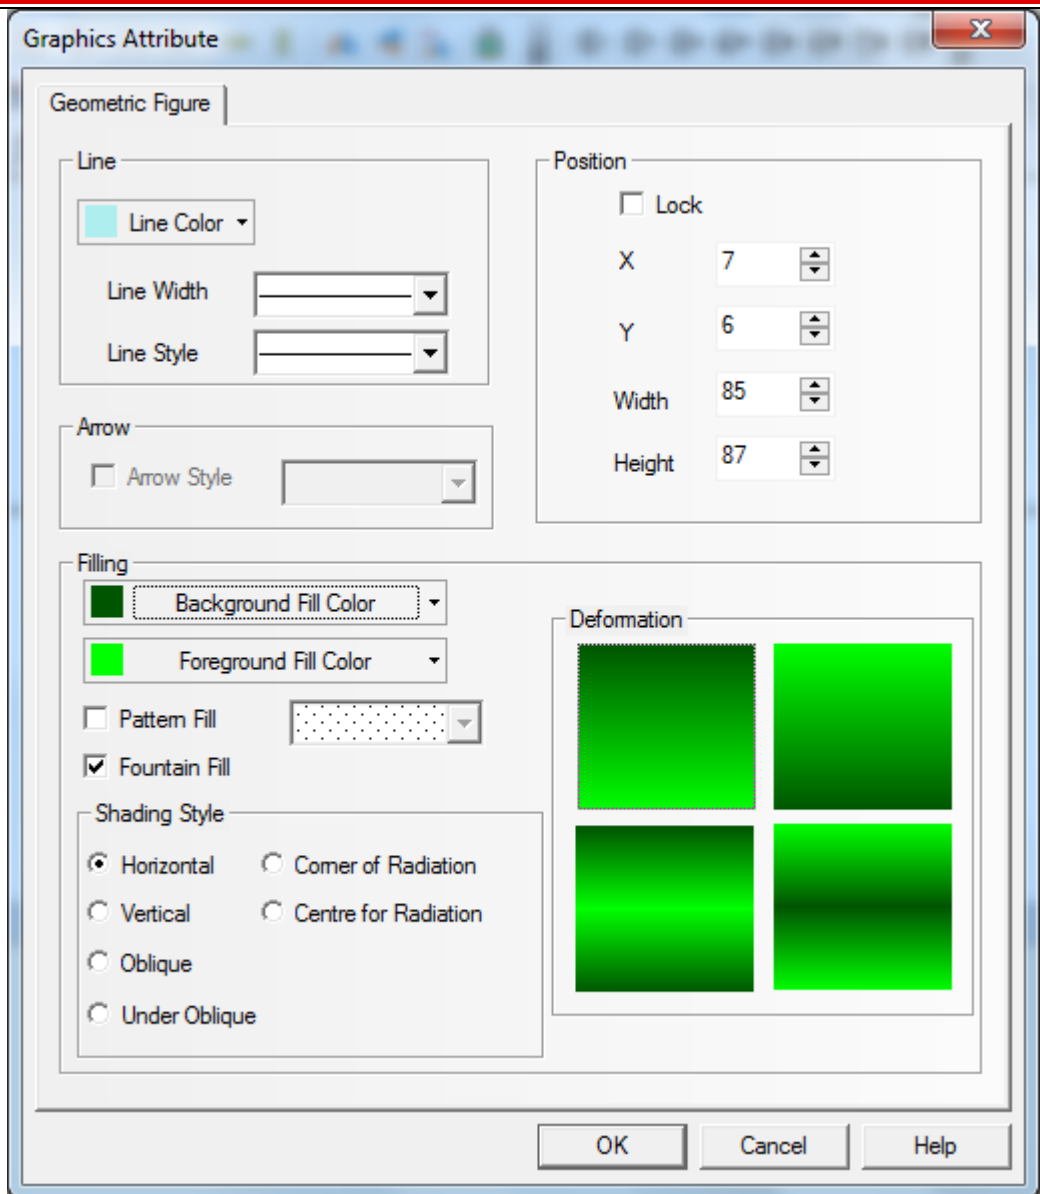 Graphics Attribute
Geometric Figure
Line
Line Color
Line Width
Line Style
Position
Lock
X 7
Y 6
Width 85
Height 87
Arrow
Arrow Style
Filling
Background Fill Color
Foreground Fill Color
Pattern Fill
Fountain Fill
Shading Style
Horizontal Corner of Radiation
Vertical Centre for Radiation
Oblique
Under Oblique
Deformation
OK Cancel Help